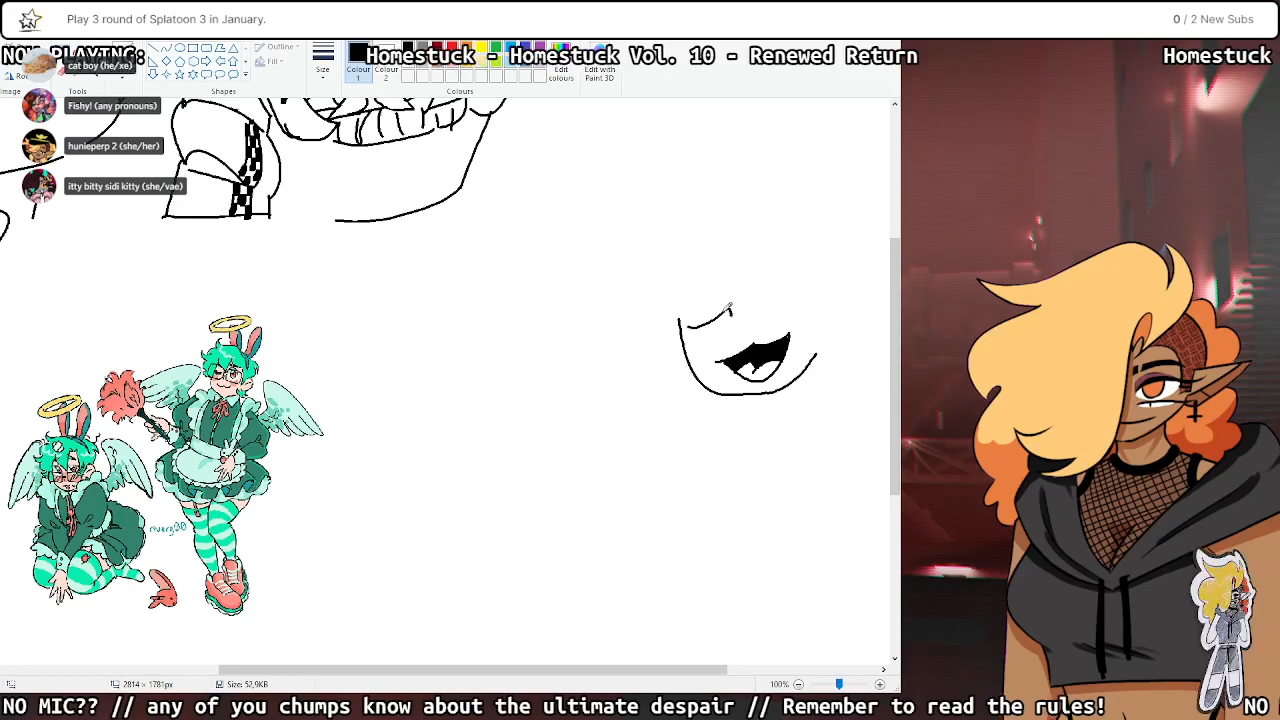 Play 3 round of Splatoon 3 in January.
0 / 2 New Subs
NOW PLAYING:
Homestuck - Homestuck Vol. 10 - Renewed Return
Homestuck
cat boy (he/xe)
Fishy! (any pronouns)
hunieperp 2 (she/her)
itty bitty sidi kitty (she/vae)
Outline
Fill
Size
Colour 1
Colour 2
Edit colours
Edit with Paint 3D
Image
Tools
Shapes
Colours
2814 × 1781px
Size: 52,9KB
100%
NO MIC?? // any of you chumps know about the ultimate despair // Remember to read the rules!
NO